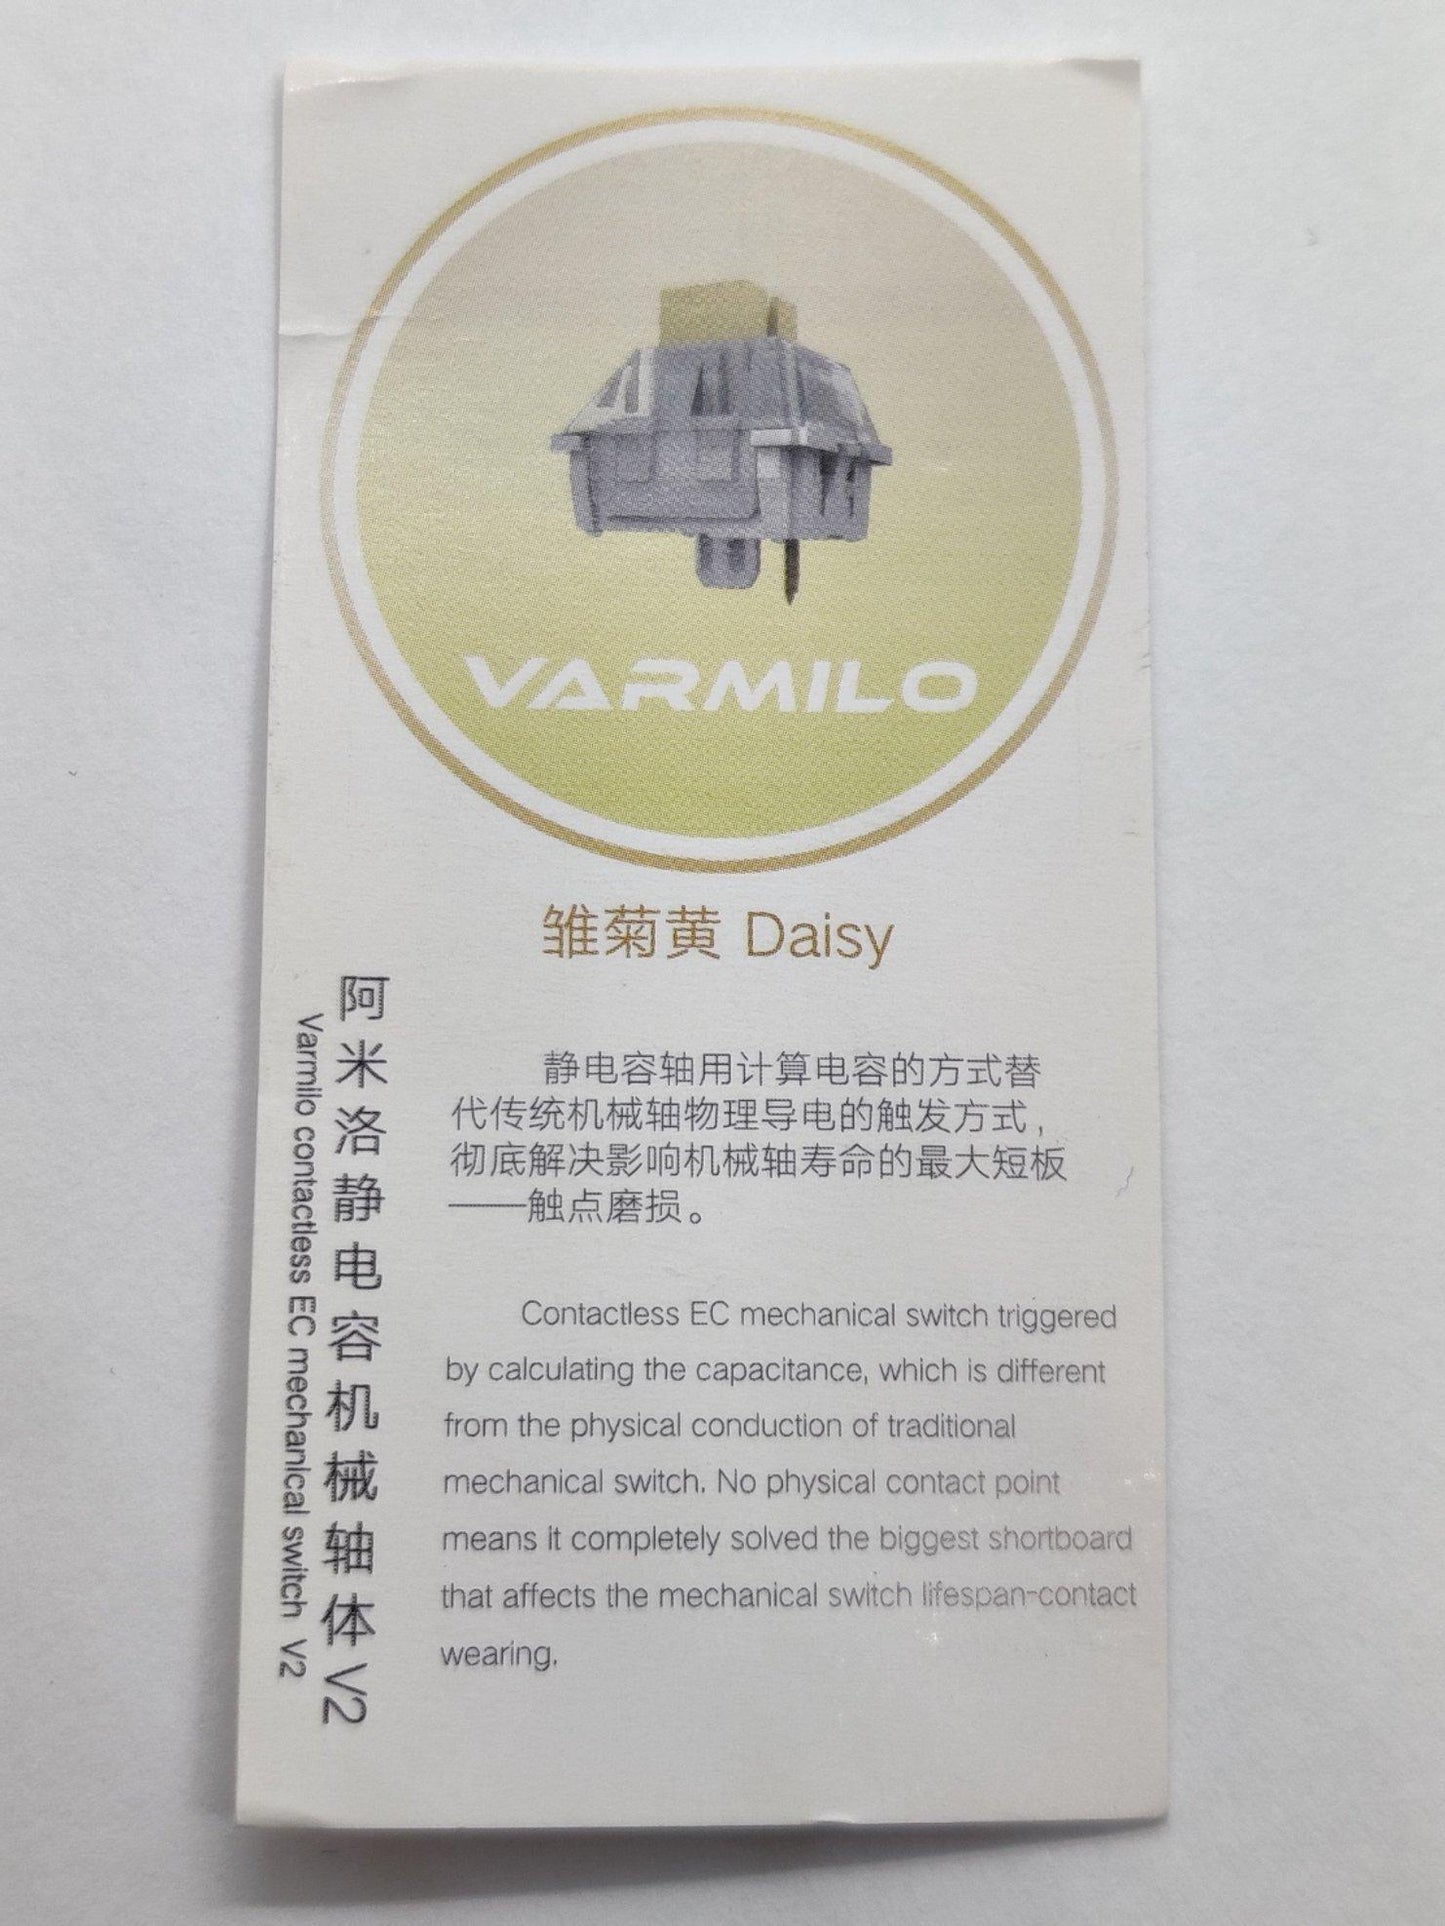 VARMILO
雏菊黄 Daisy
阿米洛静电容机械轴体 V2
Varmilo contactless EC mechanical switch V2
静电容轴用计算电容的方式替
代传统机械轴物理导电的触发方式，
彻底解决影响机械轴寿命的最大短板
——触点磨损。
Contactless EC mechanical switch triggered
by calculating the capacitance, which is different
from the physical conduction of traditional
mechanical switch. No physical contact point
means it completely solved the biggest shortboard
that affects the mechanical switch lifespan-contact
wearing.